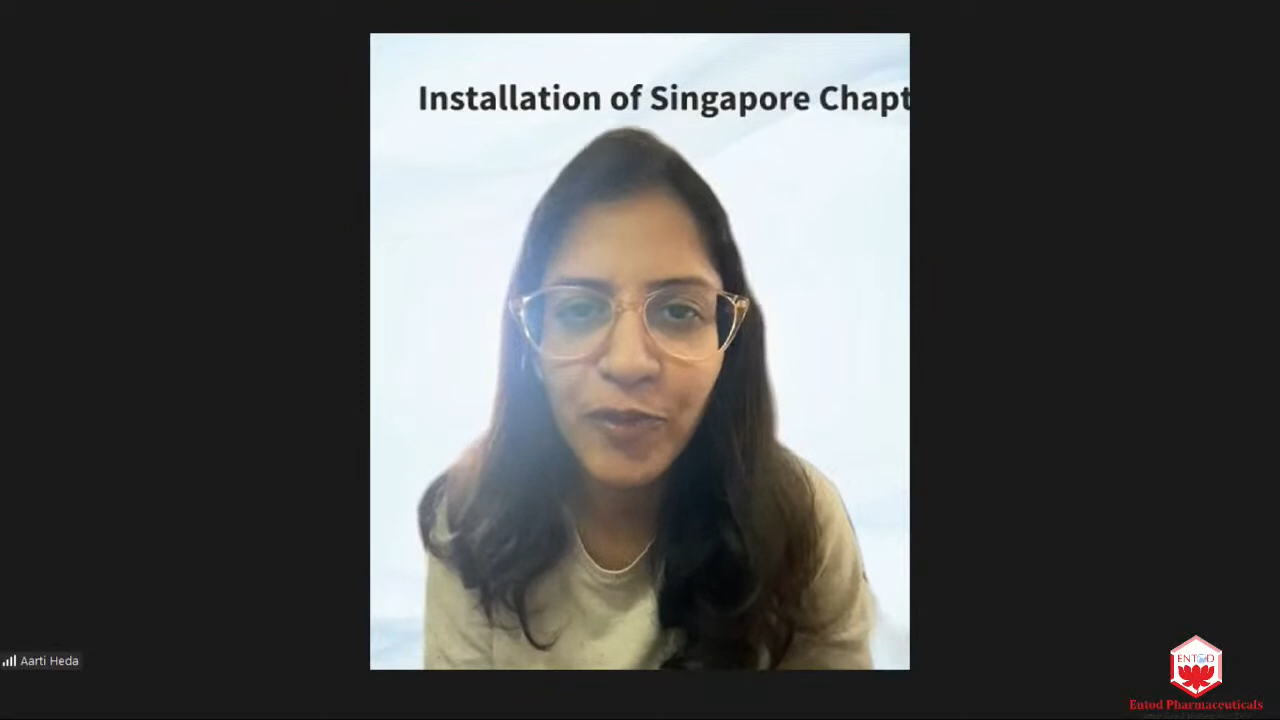 Installation of Singapore Chapt
Aarti Heda
ENTOD
Entod Pharmaceuticals